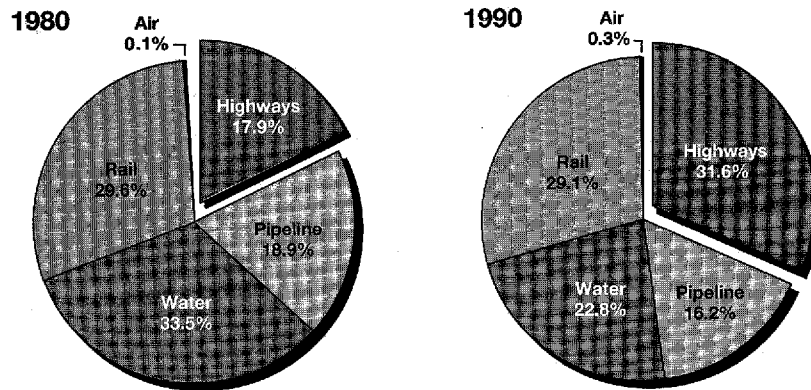 1980
Air
0.1%
Highways
17.9%
Rail
29.6%
Pipeline
18.9%
Water
33.5%
1990
Air
0.3%
Highways
31.6%
Rail
29.1%
Water
22.8%
Pipeline
16.2%